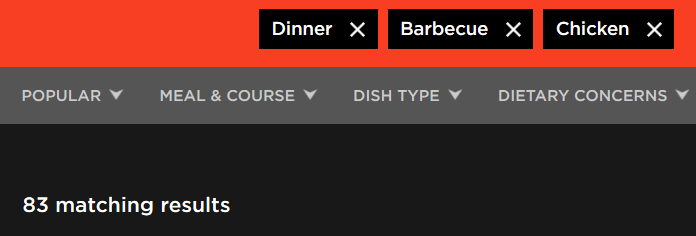 Dinner × Barbecue × Chicken ×
POPULAR MEAL & COURSE DISH TYPE DIETARY CONCERNS
83 matching results